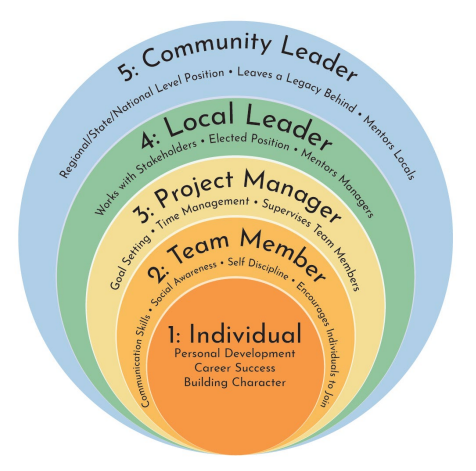 5: Community Leader
Regional/State/National Level Position • Leaves a Legacy Behind • Mentors Locals
4: Local Leader
Works with Stakeholders • Elected Position • Mentors Managers
3: Project Manager
Goal Setting • Time Management • Supervises Team Members
2: Team Member
Communication Skills • Social Awareness • Self Discipline • Encourages Individuals to Join
1: Individual
Personal Development
Career Success
Building Character